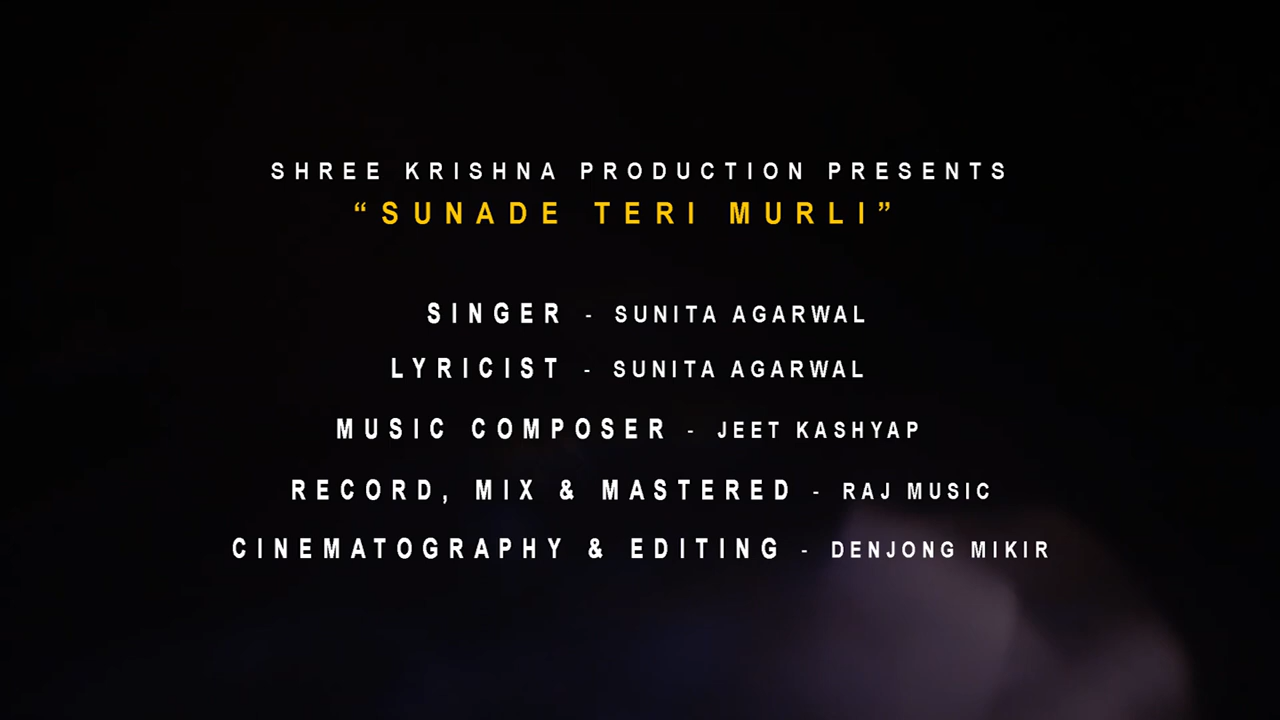 SHREE KRISHNA PRODUCTION PRESENTS
“SUNADE TERI MURLI”
SINGER - SUNITA AGARWAL
LYRICIST - SUNITA AGARWAL
MUSIC COMPOSER - JEET KASHYAP
RECORD, MIX & MASTERED - RAJ MUSIC
CINEMATOGRAPHY & EDITING - DENJONG MIKIR